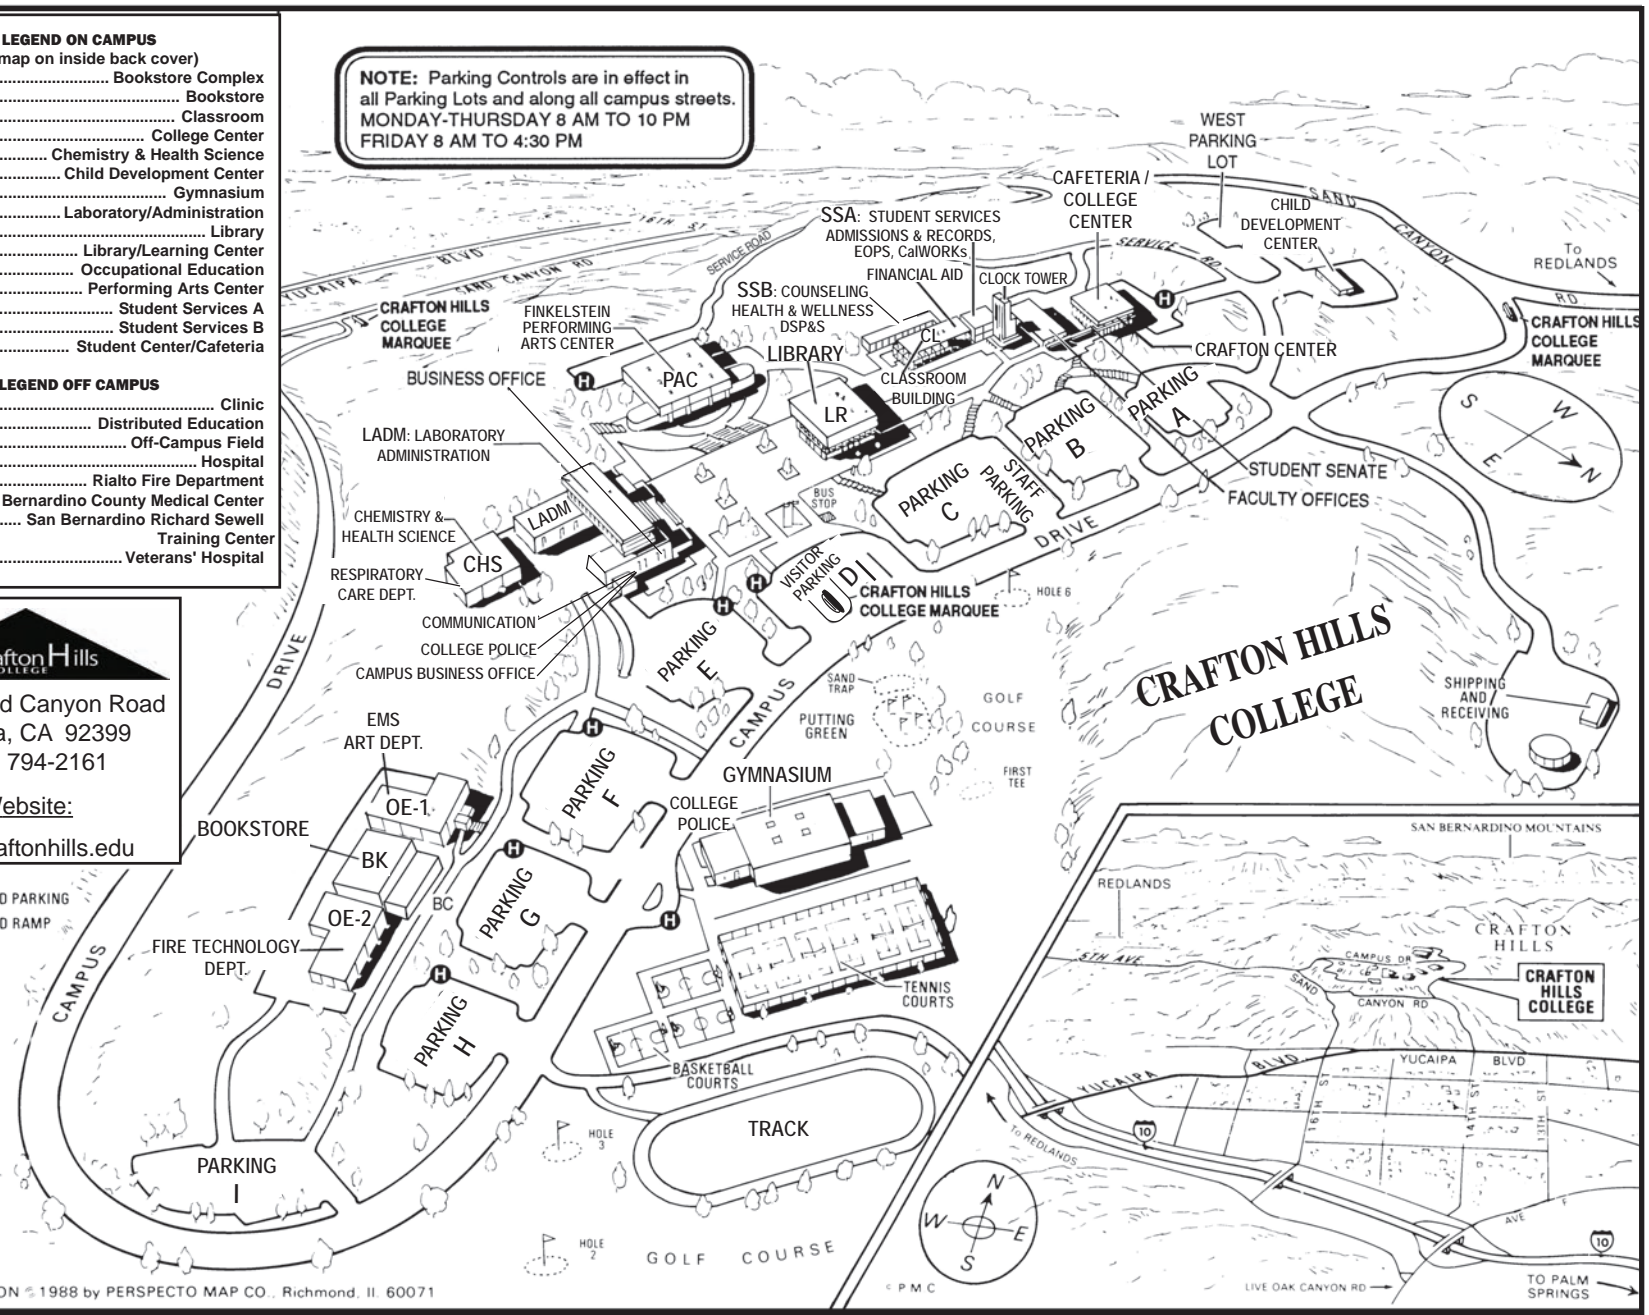 LEGEND ON CAMPUS
map on inside back cover)
Bookstore Complex
Bookstore
Classroom
College Center
Chemistry & Health Science
Child Development Center
Gymnasium
Laboratory/Administration
Library
Library/Learning Center
Occupational Education
Performing Arts Center
Student Services A
Student Services B
Student Center/Cafeteria
LEGEND OFF CAMPUS
Clinic
Distributed Education
Off-Campus Field
Hospital
Rialto Fire Department
Bernardino County Medical Center
San Bernardino Richard Sewell
Training Center
Veterans' Hospital
afton Hills
COLLEGE
d Canyon Road
a, CA 92399
794-2161
ebsite:
aftonhills.edu
D PARKING
D RAMP
NOTE: Parking Controls are in effect in
all Parking Lots and along all campus streets.
MONDAY-THURSDAY 8 AM TO 10 PM
FRIDAY 8 AM TO 4:30 PM
WEST
PARKING
LOT
CAFETERIA /
COLLEGE
CENTER
SAND
CANYON
RD
CHILD
DEVELOPMENT
CENTER
To
REDLANDS
SSA: STUDENT SERVICES
ADMISSIONS & RECORDS,
EOPS, CalWORKs
FINANCIAL AID
CLOCK TOWER
SERVICE
RD
16TH ST
YUCAIPA BLVD
SAND CANYON RD
SERVICE ROAD
CRAFTON HILLS
COLLEGE
MARQUEE
FINKELSTEIN
PERFORMING
ARTS CENTER
SSB: COUNSELING
HEALTH & WELLNESS
DSP&S
LIBRARY
CL
CLASSROOM
BUILDING
H
CRAFTON HILLS
COLLEGE
MARQUEE
CRAFTON CENTER
BUSINESS OFFICE
H
PAC
LR
PARKING
A
PARKING
B
PARKING
C
STAFF
PARKING
S
W
E
N
STUDENT SENATE
FACULTY OFFICES
LADM: LABORATORY
ADMINISTRATION
BUS
STOP
DRIVE
CHEMISTRY &
HEALTH SCIENCE
LADM
CHS
RESPIRATORY
CARE DEPT.
VISITOR
PARKING
D
H
H
CRAFTON HILLS
COLLEGE MARQUEE
HOLE 6
COMMUNICATION
COLLEGE POLICE
CAMPUS BUSINESS OFFICE
DRIVE
PARKING
E
CAMPUS
SAND
TRAP
PUTTING
GREEN
GOLF
COURSE
FIRST
TEE
CRAFTON HILLS
COLLEGE
SHIPPING
AND
RECEIVING
EMS
ART DEPT.
OE-1
H
PARKING
F
GYMNASIUM
COLLEGE
POLICE
BOOKSTORE
BK
H
BC
OE-2
PARKING
G
H
FIRE TECHNOLOGY
DEPT.
CAMPUS
H
PARKING
H
TENNIS
COURTS
BASKETBALL
COURTS
TRACK
HOLE
3
PARKING
I
HOLE
2
GOLF COURSE
SAN BERNARDINO MOUNTAINS
REDLANDS
CRAFTON
HILLS
5TH AVE
CAMPUS DR
SAND
CANYON RD
CRAFTON
HILLS
COLLEGE
YUCAIPA BLVD
YUCAIPA BLVD
16TH ST
14TH ST
13TH ST
To REDLANDS
10
N
W
E
S
AVE F
10
LIVE OAK CANYON RD
TO PALM
SPRINGS
© PMC
ON © 1988 by PERSPECTO MAP CO., Richmond, Il. 60071